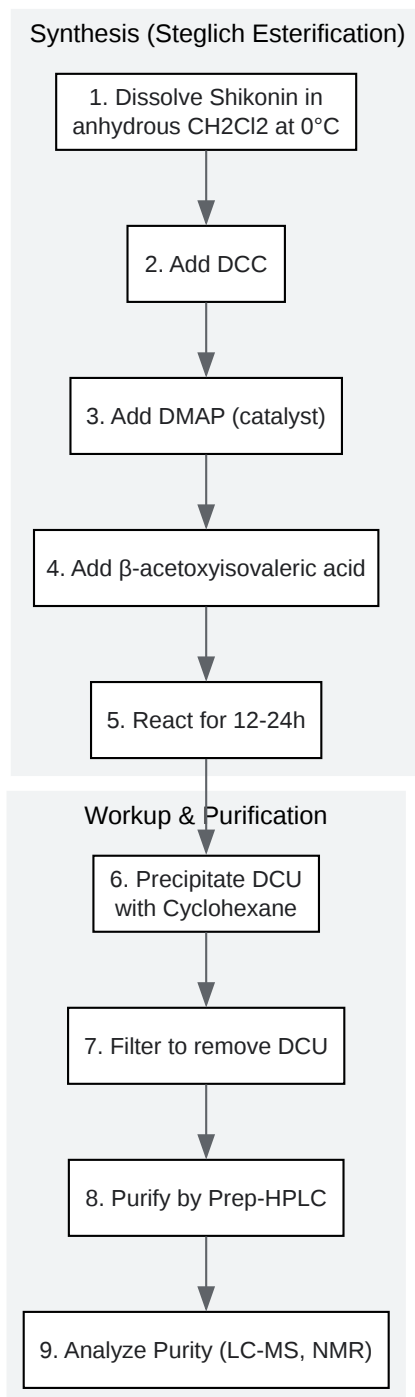 Synthesis (Steglich Esterification)
1. Dissolve Shikonin in
anhydrous CH2Cl2 at 0°C
2. Add DCC
3. Add DMAP (catalyst)
4. Add β-acetoxyisovaleric acid
5. React for 12-24h
Workup & Purification
6. Precipitate DCU
with Cyclohexane
7. Filter to remove DCU
8. Purify by Prep-HPLC
9. Analyze Purity (LC-MS, NMR)